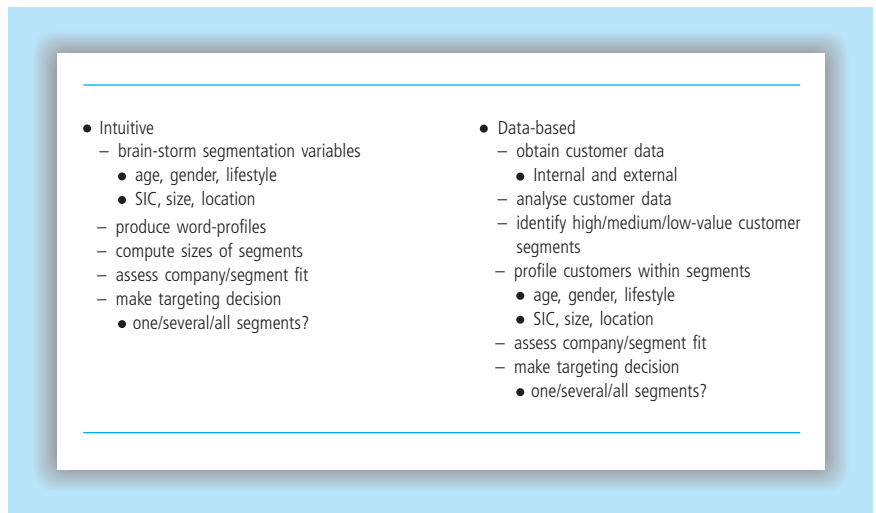 ● Intuitive
– brain-storm segmentation variables
● age, gender, lifestyle
● SIC, size, location
– produce word-profiles
– compute sizes of segments
– assess company/segment fit
– make targeting decision
● one/several/all segments?
● Data-based
– obtain customer data
● Internal and external
– analyse customer data
– identify high/medium/low-value customer
segments
– profile customers within segments
● age, gender, lifestyle
● SIC, size, location
– assess company/segment fit
– make targeting decision
● one/several/all segments?